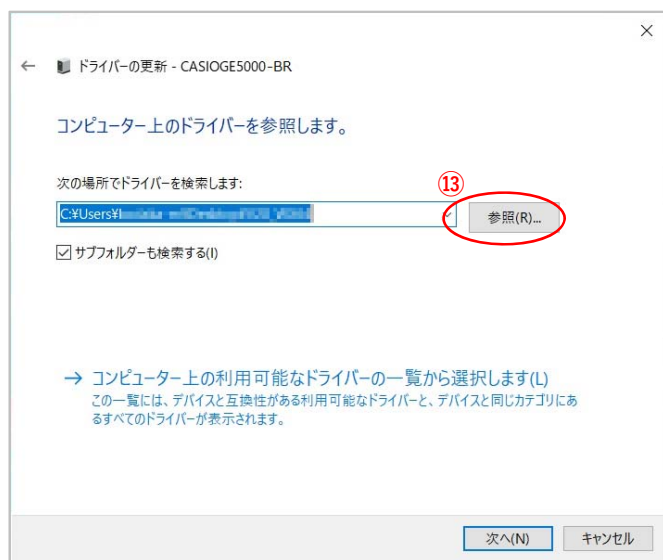 ドライバーの更新 - CASIOGE5000-BR
コンピューター上のドライバーを参照します。
次の場所でドライバーを検索します:
⑬
C:¥Users¥
参照(R)...
サブフォルダーも検索する(I)
→ コンピューター上の利用可能なドライバーの一覧から選択します(L)
この一覧には、デバイスと互換性がある利用可能なドライバーと、デバイスと同じカテゴリにあ
るすべてのドライバーが表示されます。
次へ(N)
キャンセル